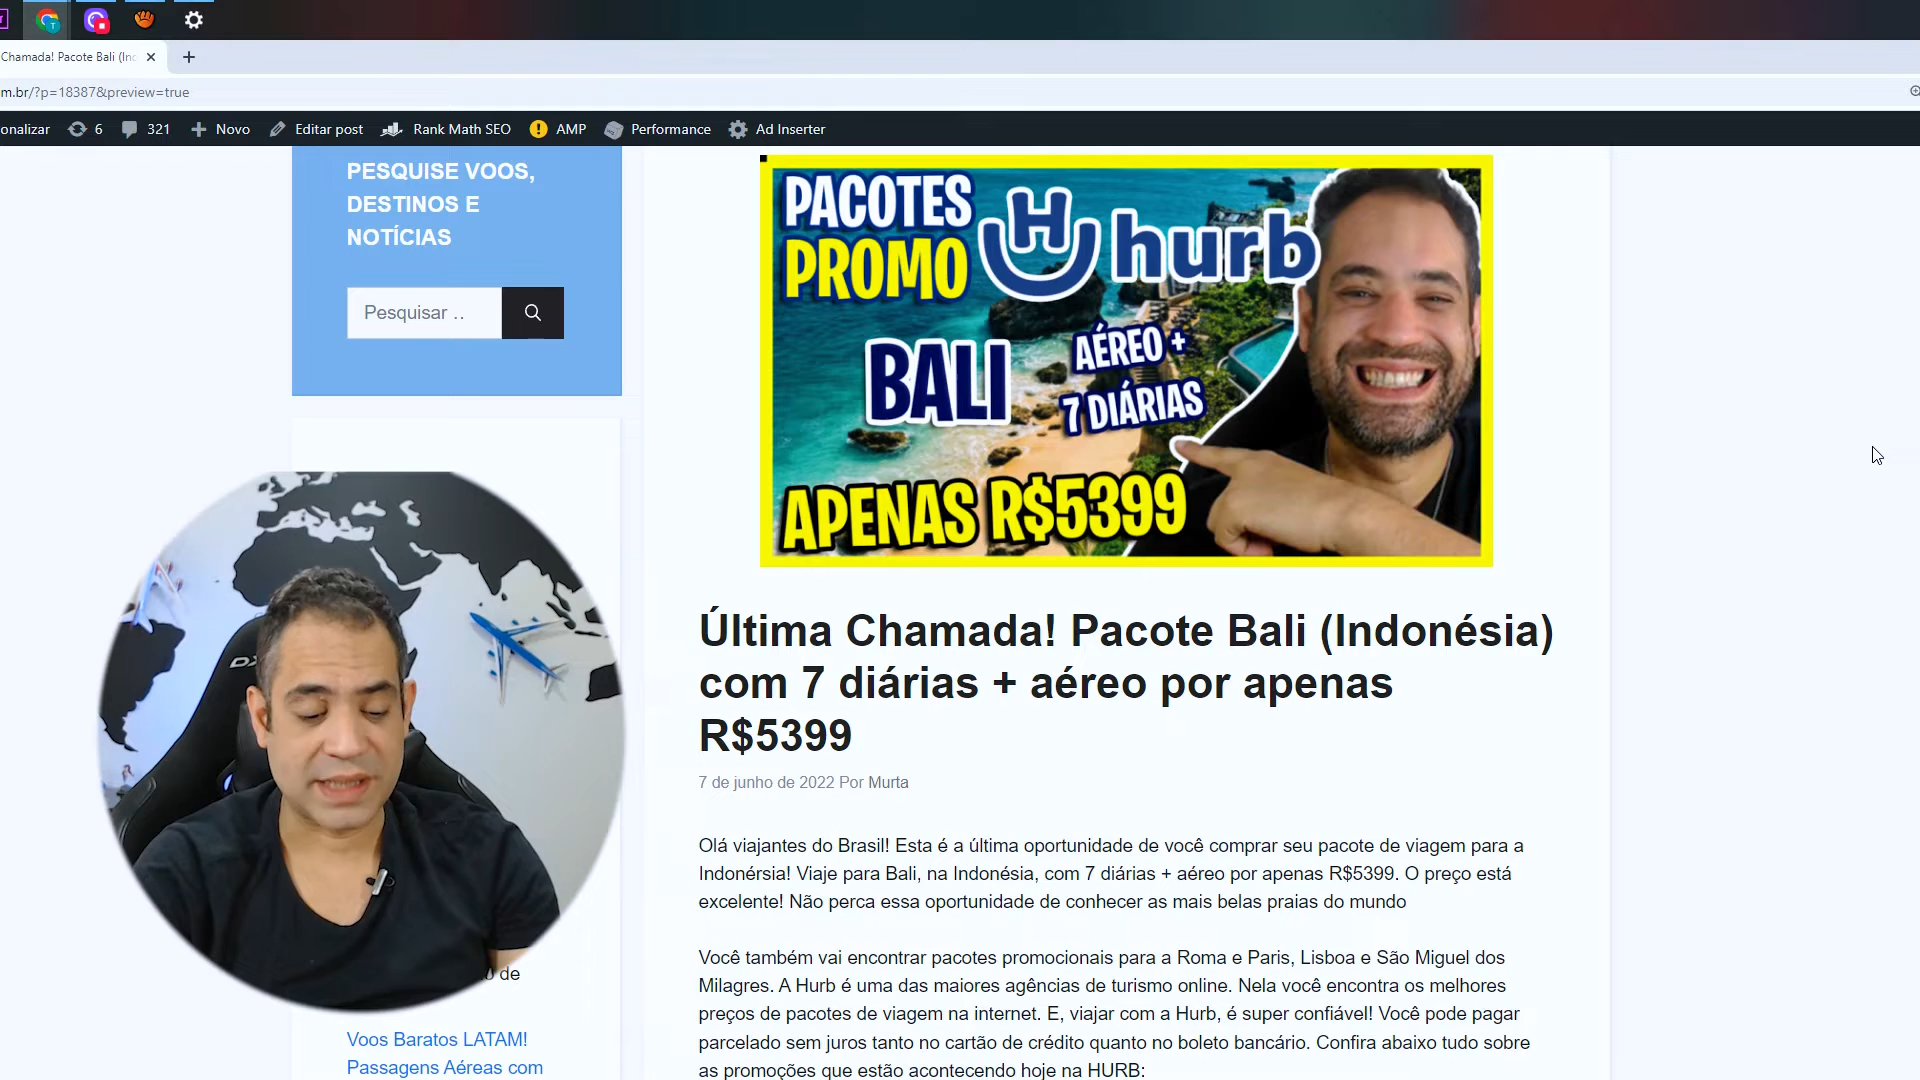 Chamada! Pacote Bali (Inc
m.br/?p=18387&preview=true
onalizar 6 321 Novo Editar post Rank Math SEO AMP Performance Ad Inserter
PESQUISE VOOS,
DESTINOS E
NOTÍCIAS
Pesquisar ..
PACOTES
PROMO
hurb
BALI
AÉREO +
7 DIÁRIAS
APENAS R$5399
Última Chamada! Pacote Bali (Indonésia)
com 7 diárias + aéreo por apenas
R$5399
7 de junho de 2022 Por Murta
Olá viajantes do Brasil! Esta é a última oportunidade de você comprar seu pacote de viagem para a
Indonérsia! Viaje para Bali, na Indonésia, com 7 diárias + aéreo por apenas R$5399. O preço está
excelente! Não perca essa oportunidade de conhecer as mais belas praias do mundo
Você também vai encontrar pacotes promocionais para a Roma e Paris, Lisboa e São Miguel dos
Milagres. A Hurb é uma das maiores agências de turismo online. Nela você encontra os melhores
preços de pacotes de viagem na internet. E, viajar com a Hurb, é super confiável! Você pode pagar
parcelado sem juros tanto no cartão de crédito quanto no boleto bancário. Confira abaixo tudo sobre
as promoções que estão acontecendo hoje na HURB:
de
Voos Baratos LATAM!
Passagens Aéreas com